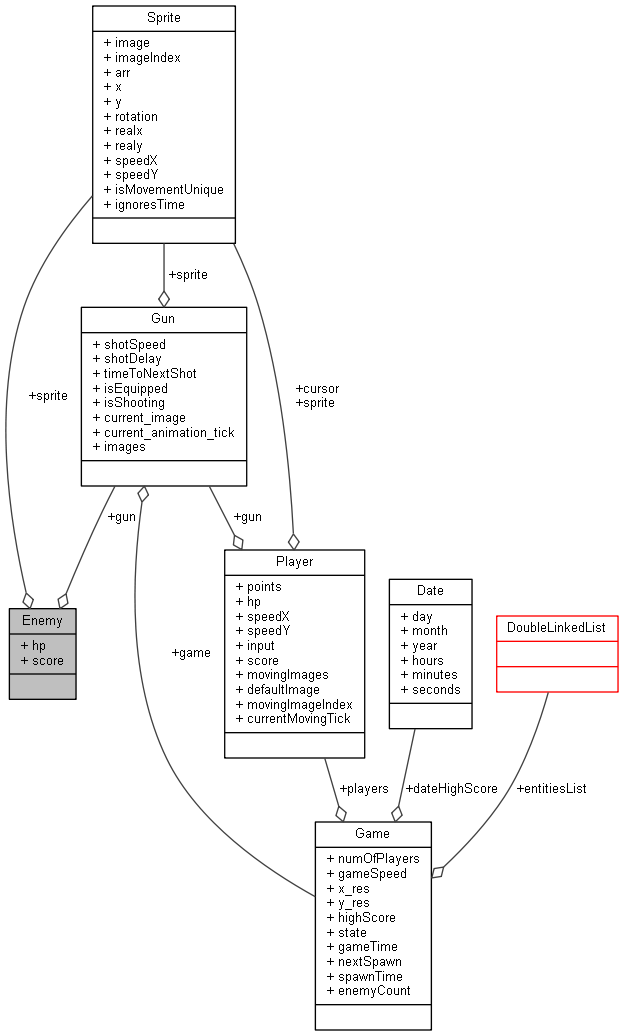 Sprite
+ image
+ imageIndex
+ arr
+ x
+ y
+ rotation
+ realx
+ realy
+ speedX
+ speedY
+ isMovementUnique
+ ignoresTime
+sprite
Gun
+ shotSpeed
+ shotDelay
+ timeToNextShot
+ isEquipped
+ isShooting
+ current_image
+ current_animation_tick
+ images
+sprite
+cursor
+sprite
+gun
+gun
Player
+ points
+ hp
+ speedX
+ speedY
+ input
+ score
+ movingImages
+ defaultImage
+ movingImageIndex
+ currentMovingTick
Date
+ day
+ month
+ year
+ hours
+ minutes
+ seconds
Enemy
+ hp
+ score
DoubleLinkedList
+game
+players
+dateHighScore
+entitiesList
Game
+ numOfPlayers
+ gameSpeed
+ x_res
+ y_res
+ highScore
+ state
+ gameTime
+ nextSpawn
+ spawnTime
+ enemyCount